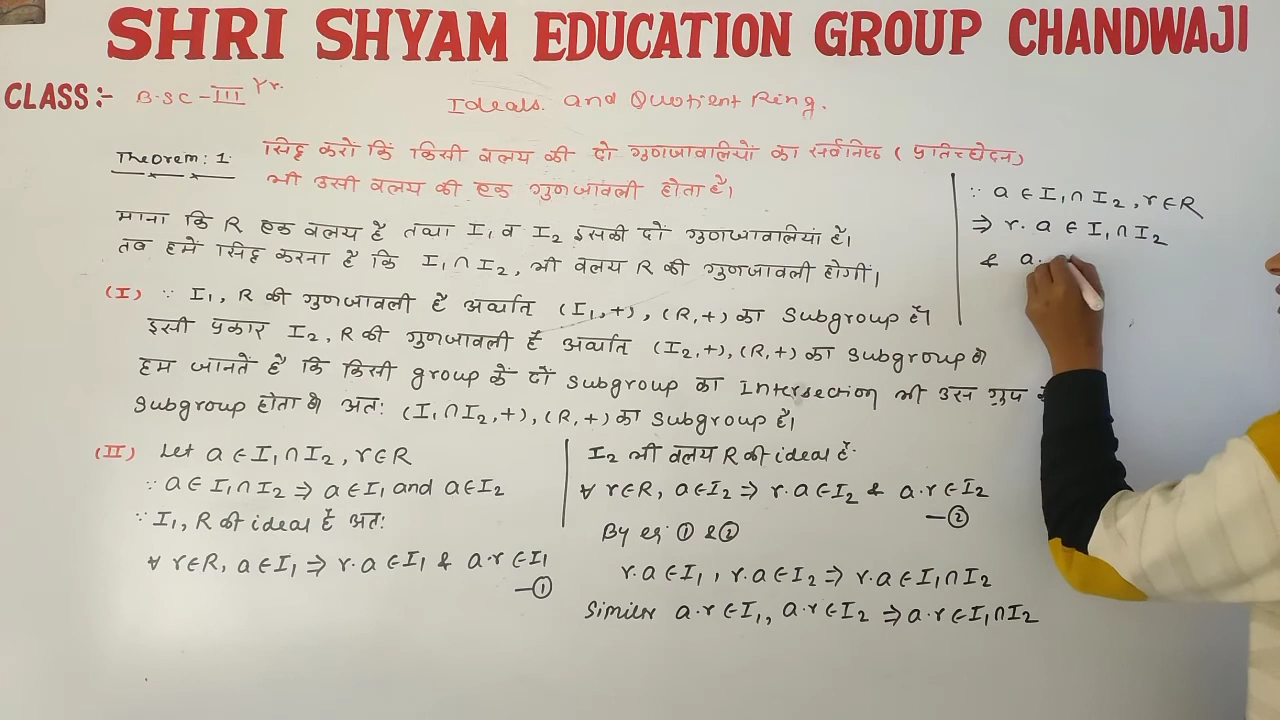 SHRI SHYAM EDUCATION GROUP CHANDWAJI
CLASS:- B.SC-III Yr.
Ideals and Quotient Ring.
Theorem: 1. सिद्ध करों किं किसी वलय की दो गुणजावालियों का सर्वनिष्ठ (प्रतिच्छेदन)
भी उसी वलय की एक गुणजावली होता है।
माना कि R एक वलय है तथा I₁ व I₂ इसकी दों गुणजावालियां है।
तब हमें सिद्ध करना है कि I₁∩I₂, भी वलय R की गुणजावली होगीं।
(I) ∵ I₁, R की गुणजावली है अर्थात (I₁,+), (R,+) का Subgroup हैं।
इसी प्रकार I₂, R की गुणजावली है अर्थात (I₂,+), (R,+) का subgroup है
हम जानतें है कि किसी group कें दों subgroup का Intersection भी उस ग्रुप
Subgroup होता है अतः (I₁∩I₂,+), (R,+) का Subgroup है।
(II) Let a∈I₁∩I₂, r∈R
∵ a∈I₁∩I₂ ⇒ a∈I₁ and a∈I₂
∵ I₁, R की ideal हैं अतः
∀ r∈R, a∈I₁ ⇒ r.a∈I₁ & a.r∈I₁
—①
I₂ भी वलय R की ideal हैं.
∀ r∈R, a∈I₂ ⇒ r.a∈I₂ & a.r∈I₂
—②
By eq ① & ②
r.a∈I₁, r.a∈I₂ ⇒ r.a∈I₁∩I₂
a.r∈I₁, a.r∈I₂ ⇒ a.r∈I₁∩I₂
∵ a∈I₁∩I₂, r∈R
⇒ r.a∈I₁∩I₂
& a.